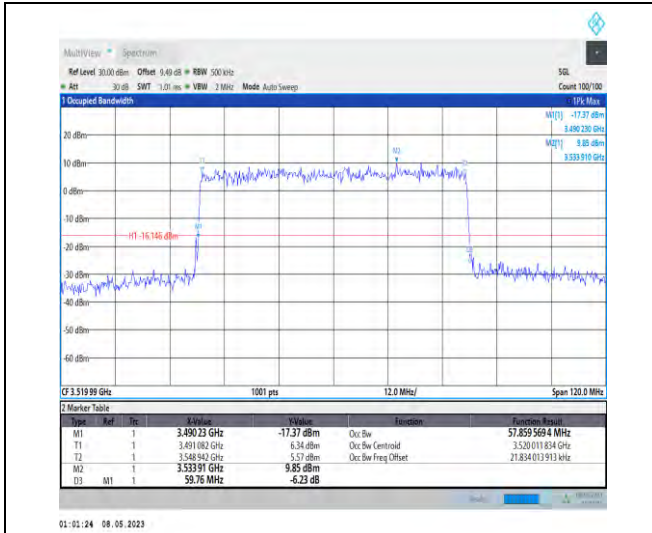 MultiView Spectrum
Ref Level 30.00 dBm Offset 9.49 dB RBW 500 kHz SGL
Att 30 dB SWT 1.01 ms VBW 2 MHz Mode Auto Sweep Count 100/100
1 Occupied Bandwidth 1Pk Max
M1[1] -17.37 dBm
3.490 230 GHz
M2[1] 9.85 dBm
3.533 910 GHz
20 dBm
10 dBm
0 dBm
-10 dBm
H1 -16.146 dBm
-20 dBm
-30 dBm
-40 dBm
-50 dBm
-60 dBm
M2
M1
CF 3.519 99 GHz 1001 pts 12.0 MHz/ Span 120.0 MHz
2 Marker Table
Type Ref Trc X-Value Y-Value Function Function Result
M1 1 3.490 23 GHz -17.37 dBm Occ Bw 57.859 569 4 MHz
T1 1 3.491 082 GHz 6.34 dBm Occ Bw Centroid 3.520 011 834 GHz
T2 1 3.548 942 GHz 5.57 dBm Occ Bw Freq Offset 21.834 013 913 kHz
M2 1 3.533 91 GHz 9.85 dBm
D3 M1 1 59.76 MHz -6.23 dB
01:01:24 08.05.2023